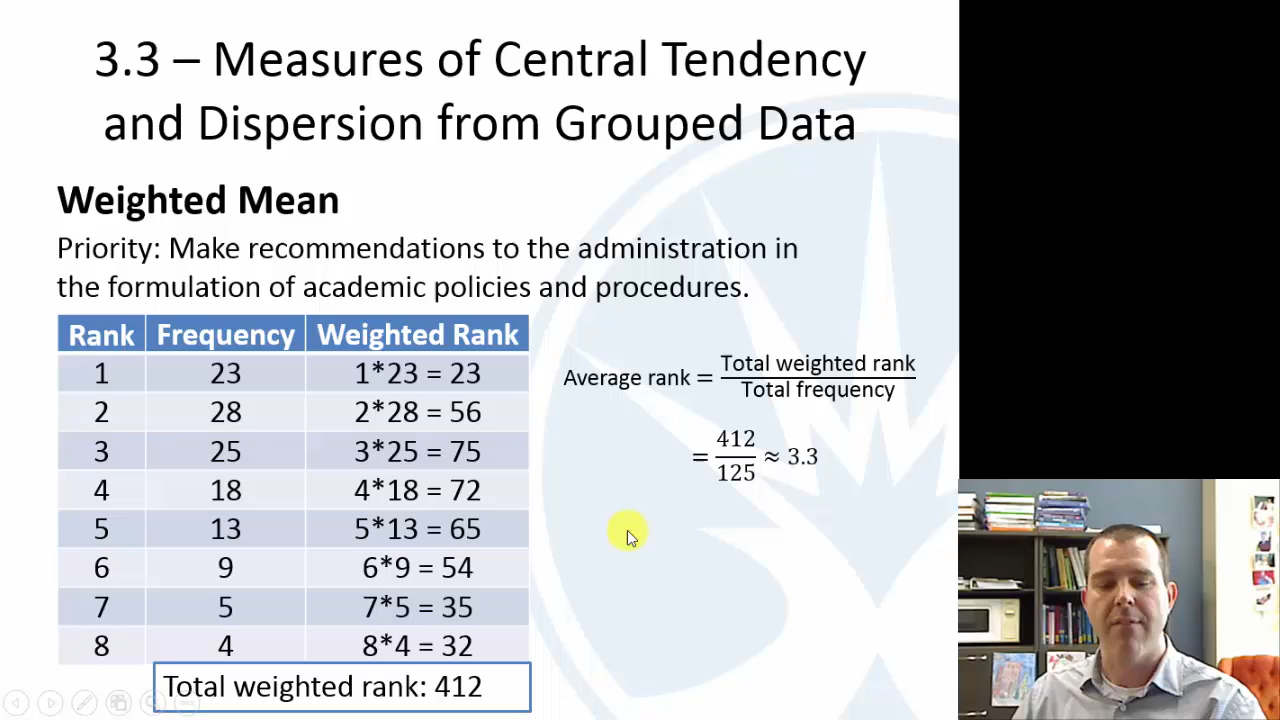 3.3 – Measures of Central Tendency
and Dispersion from Grouped Data
Weighted Mean
Priority: Make recommendations to the administration in
the formulation of academic policies and procedures.
Rank Frequency Weighted Rank
1 23 1*23 = 23
2 28 2*28 = 56
3 25 3*25 = 75
4 18 4*18 = 72
5 13 5*13 = 65
6 9 6*9 = 54
7 5 7*5 = 35
8 4 8*4 = 32
Total weighted rank: 412
Average rank = Total weighted rank
Total frequency
= 412
125 ≈ 3.3